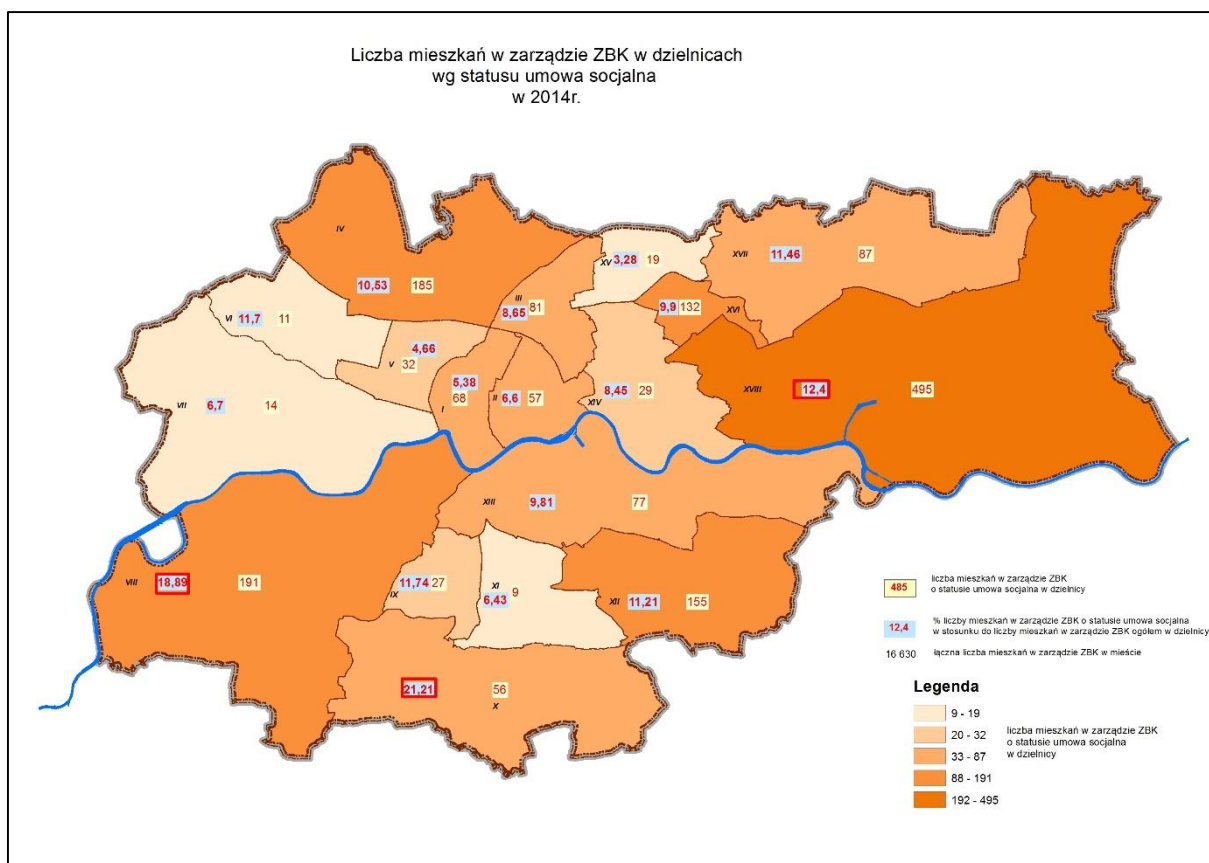 Liczba mieszkań w zarządzie ZBK w dzielnicach
wg statusu umowa socjalna
w 2014r.
IV
10,53 185
XV 3,28 19
XVII 11,46 87
III
8,65 81
9,9 132 XVI
VI 11,7 11
4,66
V 32
5,38
I 68
II 6,6 57
8,45 29
XIV
XVIII 12,4 495
VII 6,7 14
XIII 9,81 77
VIII 18,89 191
11,74 27
IX
XI 9
6,43
XII 11,21 155
21,21 56
X
485 liczba mieszkań w zarządzie ZBK
o statusie umowa socjalna w dzielnicy
12,4 % liczby mieszkań w zarządzie ZBK o statusie umowa socjalna
w stosunku do liczby mieszkań w zarządzie ZBK ogółem w dzielnicy
16 630 łączna liczba mieszkań w zarządzie ZBK w mieście
Legenda
9 - 19
20 - 32
33 - 87
88 - 191
192 - 495
liczba mieszkań w zarządzie ZBK
o statusie umowa socjalna
w dzielnicy